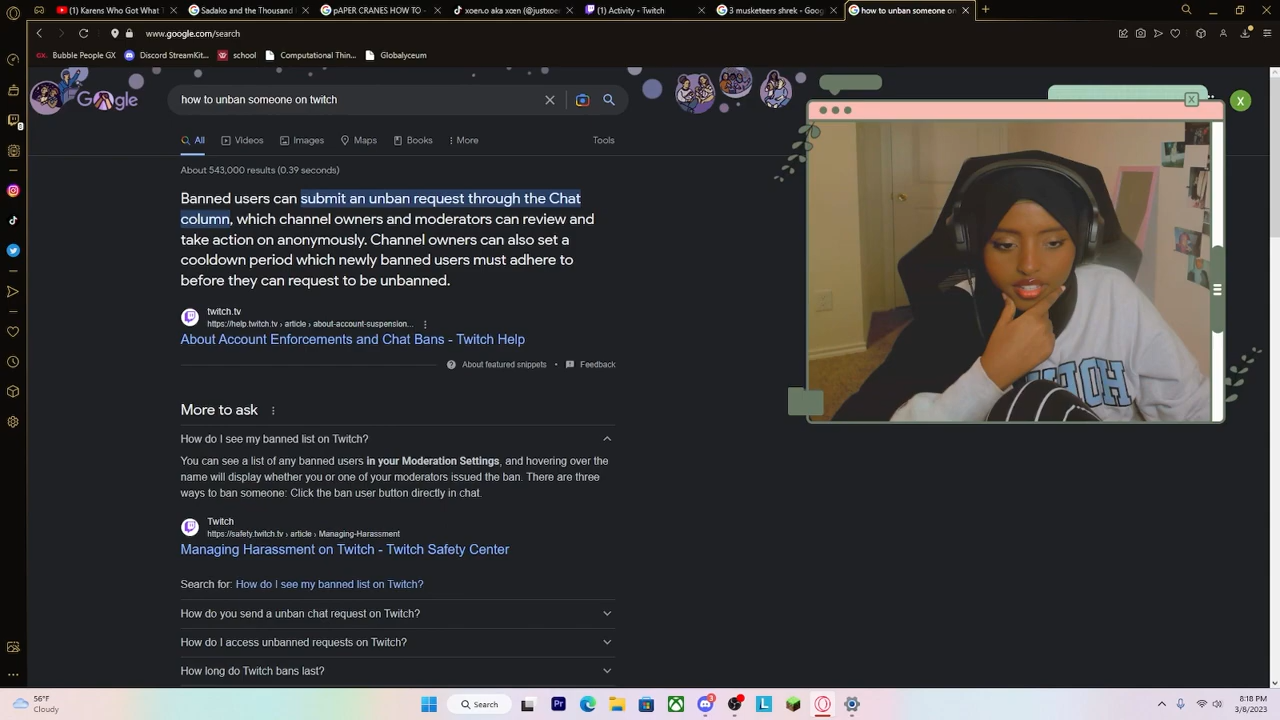 (1) Karens Who Got What
Sadako and the Thousand
pAPER CRANES HOW TO
xoen.o aka xœn (@justxoe
(1) Activity - Twitch
3 musketeers shrek - Goog
how to unban someone on
www.google.com/search
GX Bubble People GX
Discord StreamKit...
school
Computational Thin...
Globalyceum
Google
how to unban someone on twitch
X
X
All
Videos
Images
Maps
Books
More
Tools
About 543,000 results (0.39 seconds)
Banned users can submit an unban request through the Chat
column, which channel owners and moderators can review and
take action on anonymously. Channel owners can also set a
cooldown period which newly banned users must adhere to
before they can request to be unbanned.
twitch.tv
https://help.twitch.tv › article › about-account-suspension...
About Account Enforcements and Chat Bans - Twitch Help
About featured snippets • Feedback
More to ask
How do I see my banned list on Twitch?
You can see a list of any banned users in your Moderation Settings, and hovering over the
name will display whether you or one of your moderators issued the ban. There are three
ways to ban someone: Click the ban user button directly in chat.
Twitch
https://safety.twitch.tv › article › Managing-Harassment
Managing Harassment on Twitch - Twitch Safety Center
Search for: How do I see my banned list on Twitch?
How do you send a unban chat request on Twitch?
How do I access unbanned requests on Twitch?
How long do Twitch bans last?
56°F
Cloudy
Search
Pr
L
8:18 PM
3/8/2023